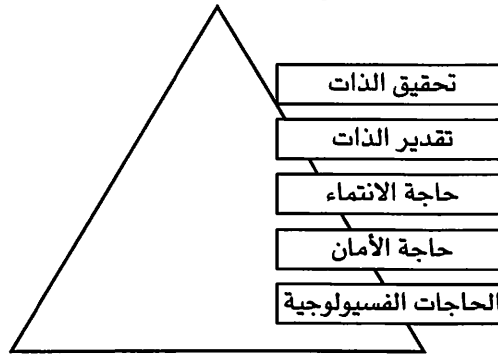 تحقيق الذات
تقدير الذات
حاجة الانتماء
حاجة الأمان
الحاجات الفسيولوجية